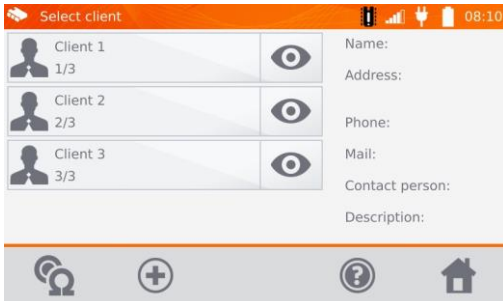 Select client
08:10
Client 1
1/3
Client 2
2/3
Client 3
3/3
Name:
Address:
Phone:
Mail:
Contact person:
Description: